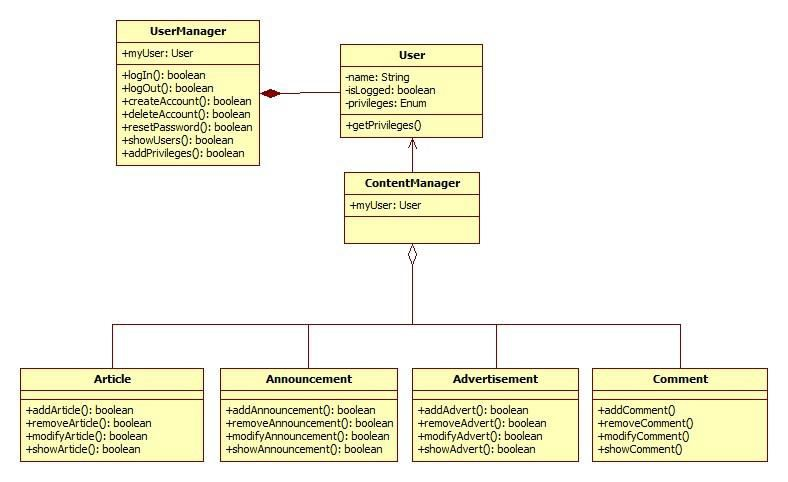 UserManager
+myUser: User
+logIn(): boolean
+logOut(): boolean
+createAccount(): boolean
+deleteAccount(): boolean
+resetPassword(): boolean
+showUsers(): boolean
+addPrivileges(): boolean
User
-name: String
-isLogged: boolean
-privileges: Enum
+getPrivileges()
ContentManager
+myUser: User
Article
+addArticle(): boolean
+removeArticle(): boolean
+modifyArticle(): boolean
+showArticle(): boolean
Announcement
+addAnnouncement(): boolean
+removeAnnouncement(): boolean
+modifyAnnouncement(): boolean
+showAnnouncement(): boolean
Advertisement
+addAdvert(): boolean
+removeAdvert(): boolean
+modifyAdvert(): boolean
+showAdvert(): boolean
Comment
+addComment()
+removeComment()
+modifyComment()
+showComment()